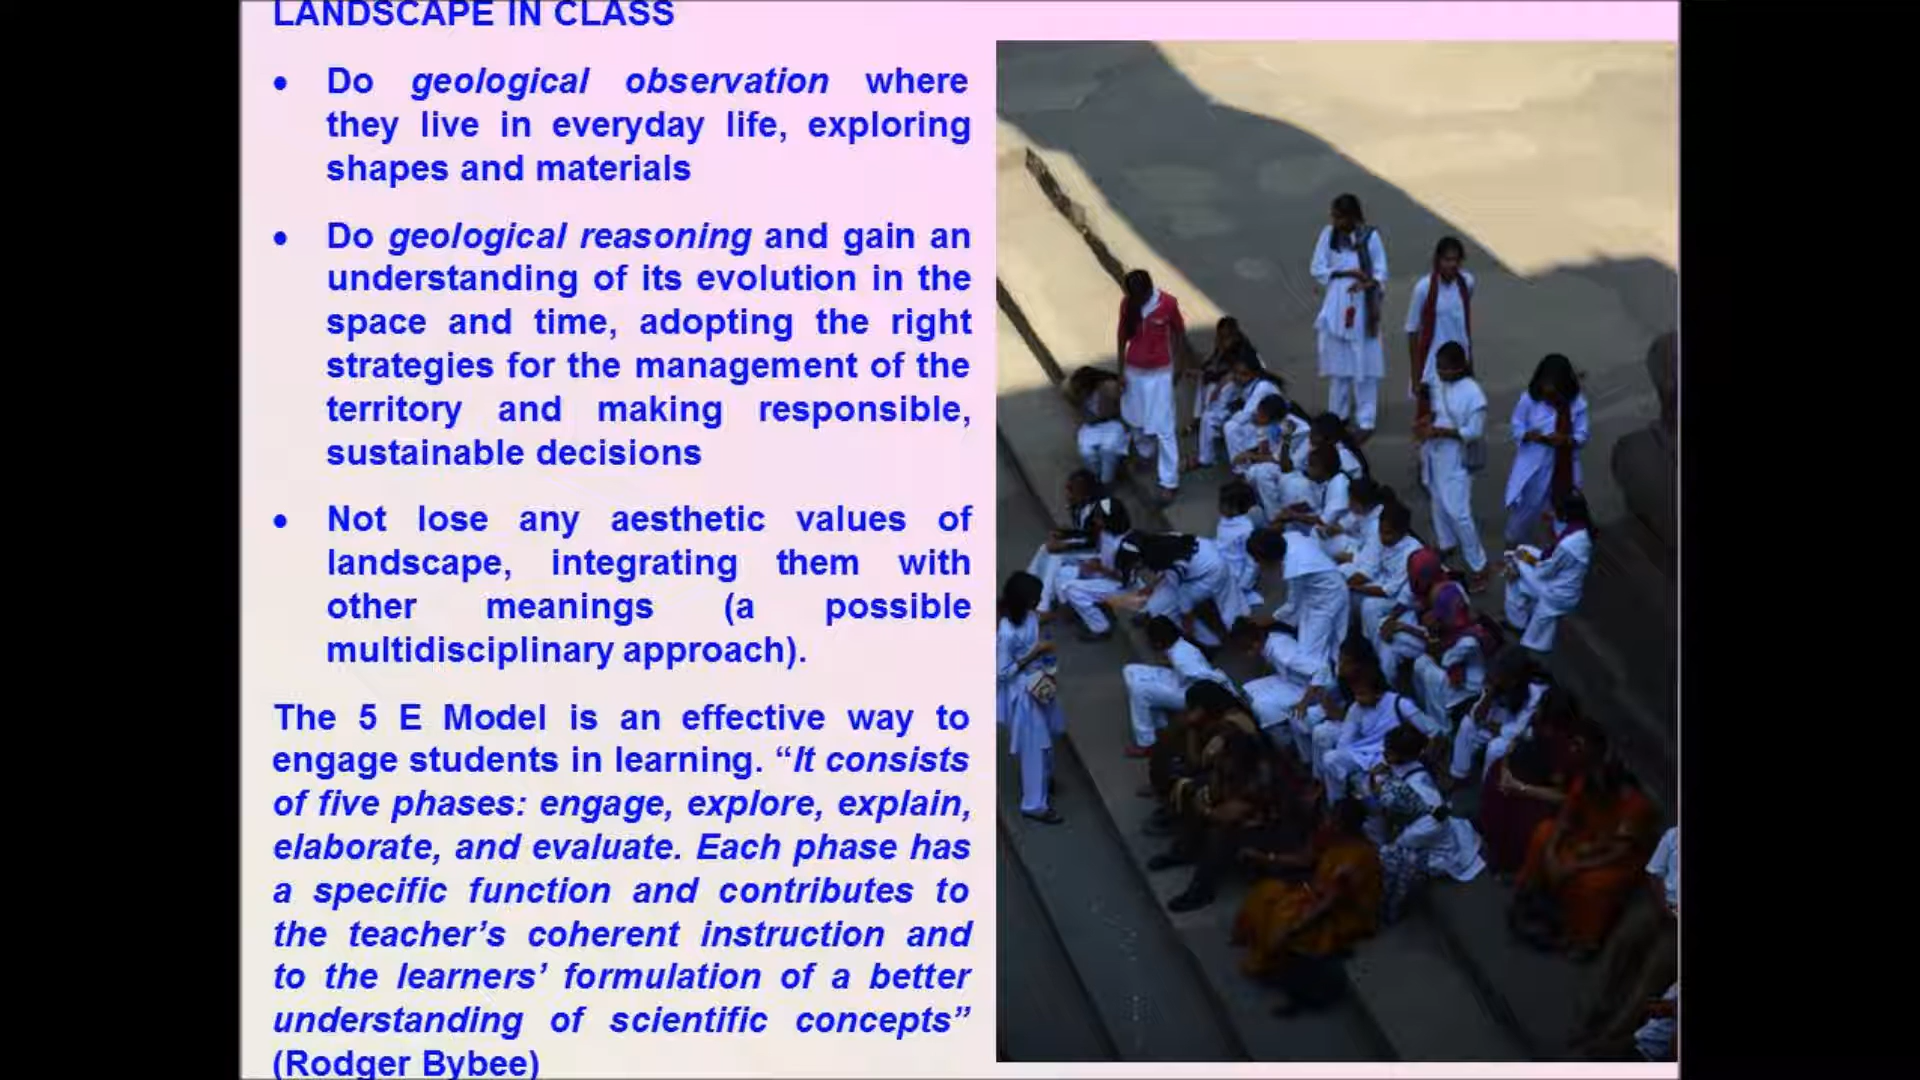 LANDSCAPE IN CLASS
• Do geological observation where
they live in everyday life, exploring
shapes and materials
• Do geological reasoning and gain an
understanding of its evolution in the
space and time, adopting the right
strategies for the management of the
territory and making responsible,
sustainable decisions
• Not lose any aesthetic values of
landscape, integrating them with
other meanings (a possible
multidisciplinary approach).
The 5 E Model is an effective way to
engage students in learning. “It consists
of five phases: engage, explore, explain,
elaborate, and evaluate. Each phase has
a specific function and contributes to
the teacher’s coherent instruction and
to the learners’ formulation of a better
understanding of scientific concepts”
(Rodger Bybee)